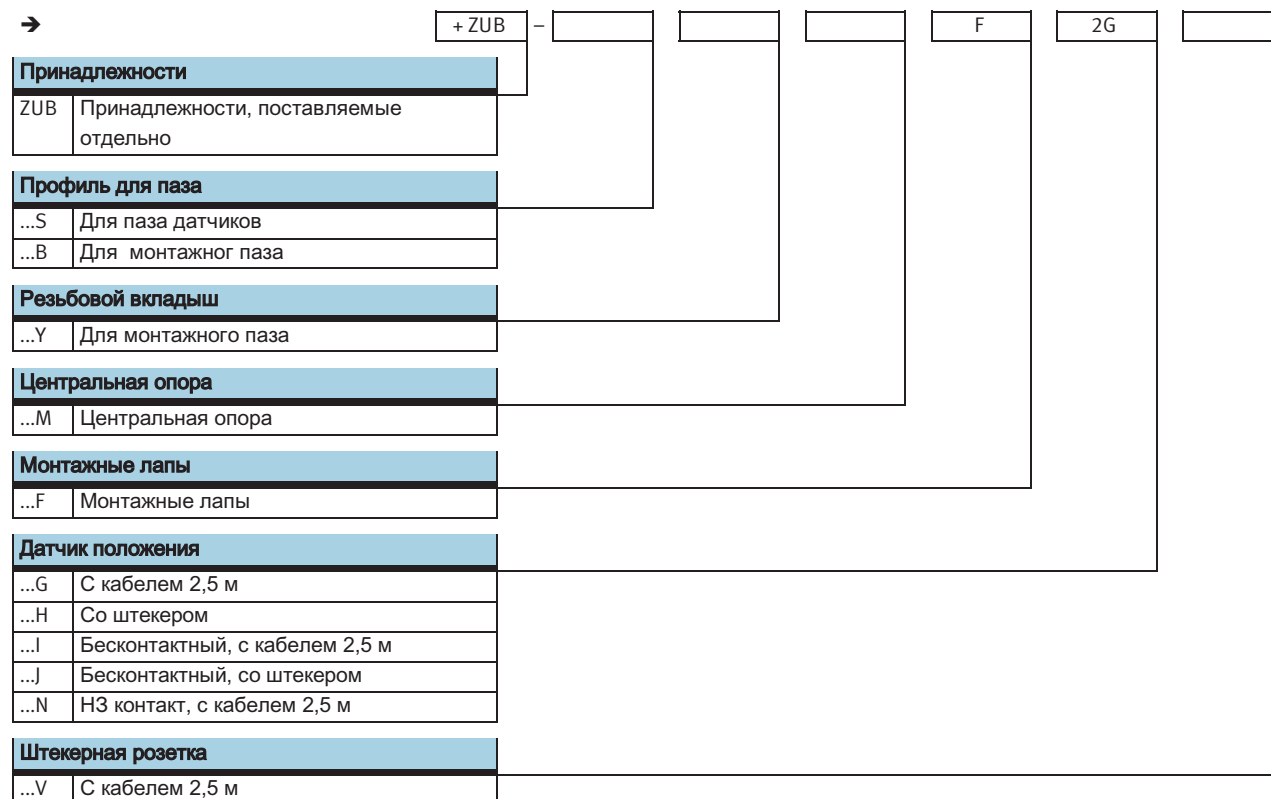 ➔ + ZUB – F 2G
Принадлежности
ZUB Принадлежности, поставляемые
отдельно
Профиль для паза
...S Для паза датчиков
...B Для монтажног паза
Резьбовой вкладыш
...Y Для монтажного паза
Центральная опора
...M Центральная опора
Монтажные лапы
...F Монтажные лапы
Датчик положения
...G С кабелем 2,5 м
...H Со штекером
...I Бесконтактный, с кабелем 2,5 м
...J Бесконтактный, со штекером
...N НЗ контакт, с кабелем 2,5 м
Штекерная розетка
...V С кабелем 2,5 м